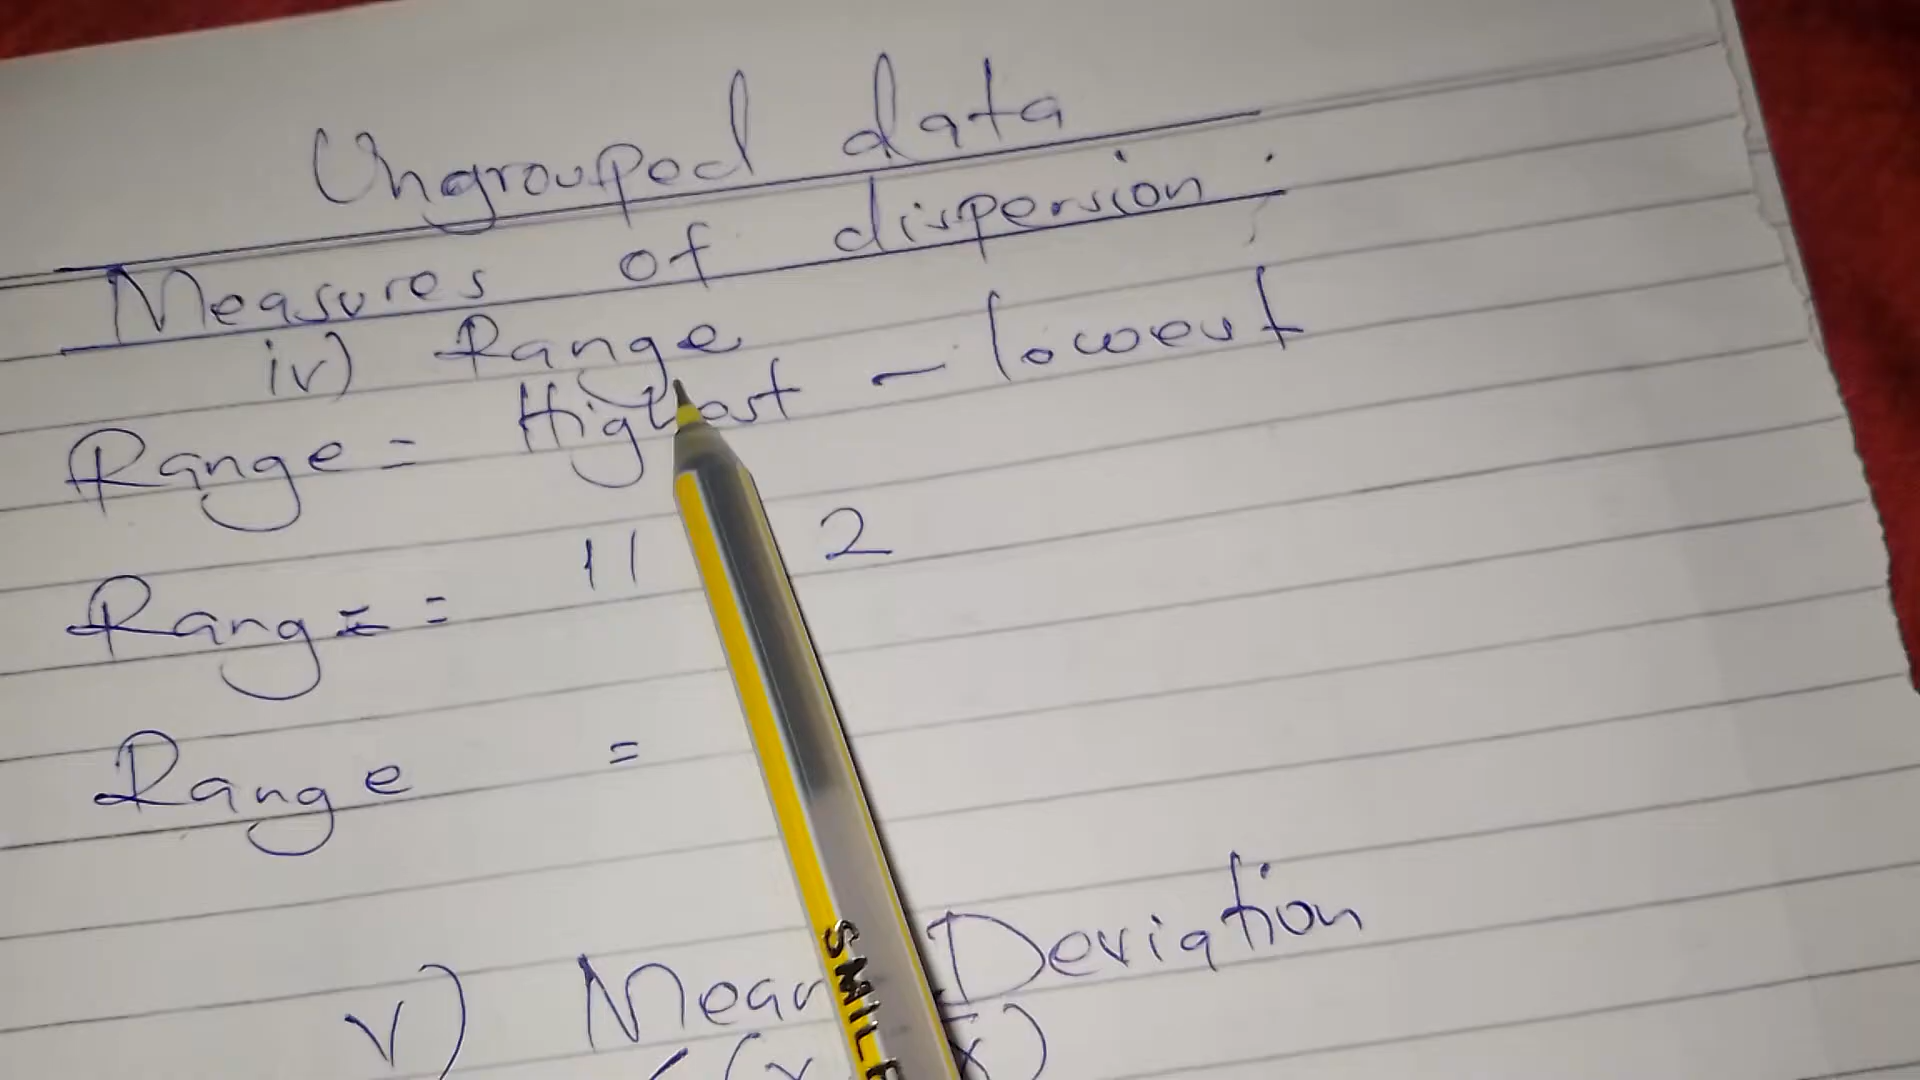 Ungrouped data
Measures of dispersion:
iv) Range
Range = Highest - lowest
Range = 11 2
Range =
v) Mean Deviation
SMILE